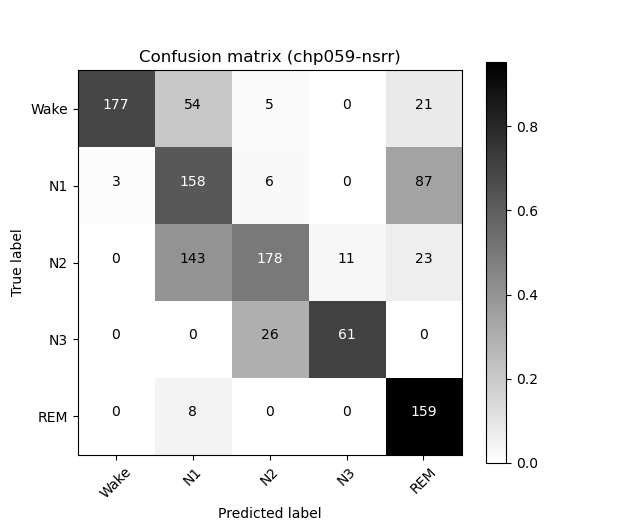 Confusion matrix (chp059-nsrr)
True label
Wake 177 54 5 0 21
N1 3 158 6 0 87
N2 0 143 178 11 23
N3 0 0 26 61 0
REM 0 8 0 0 159
Wake N1 N2 N3 REM
Predicted label
0.8
0.6
0.4
0.2
0.0